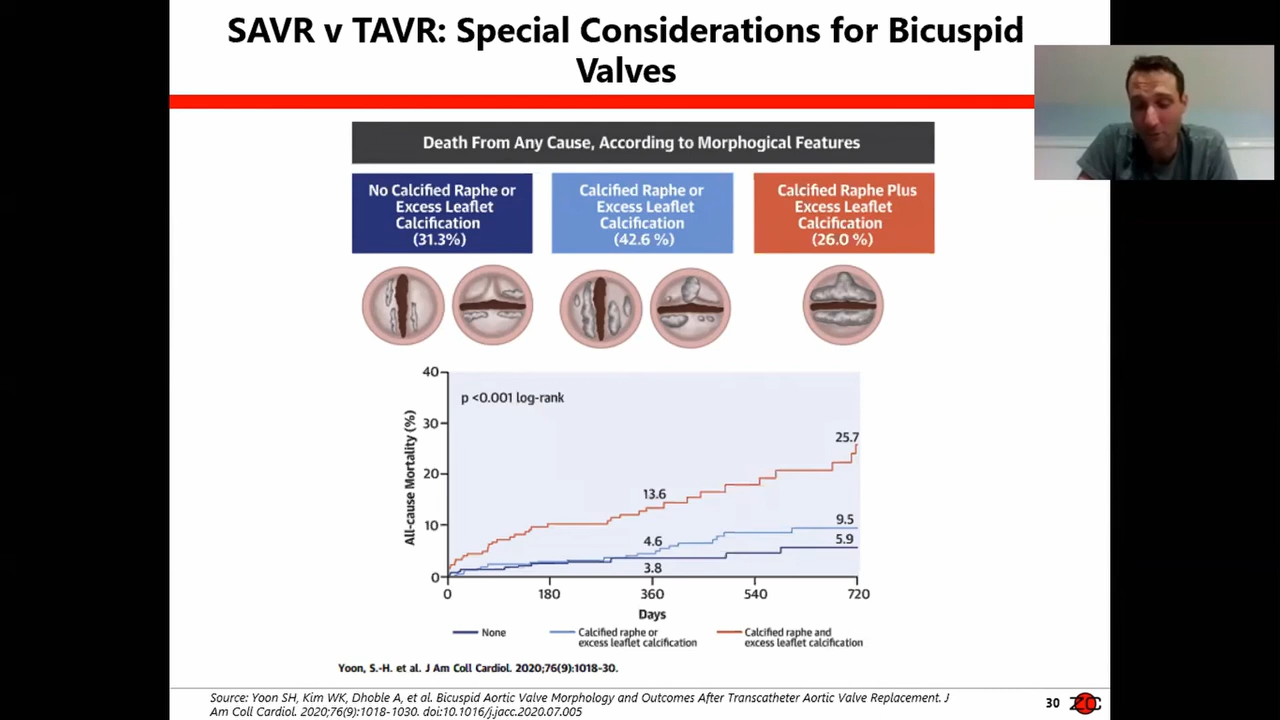 SAVR v TAVR: Special Considerations for Bicuspid
Valves
Death From Any Cause, According to Morphogical Features
No Calcified Raphe or
Excess Leaflet
Calcification
(31.3%)
Calcified Raphe or
Excess Leaflet
Calcification
(42.6 %)
Calcified Raphe Plus
Excess Leaflet
Calcification
(26.0 %)
All-cause Mortality (%)
40
30
20
10
0
p <0.001 log-rank
25.7
13.6
9.5
4.6
5.9
3.8
0
180
360
540
720
Days
None
Calcified raphe or
excess leaflet calcification
Calcified raphe and
excess leaflet calcification
Yoon, S.-H. et al. J Am Coll Cardiol. 2020;76(9):1018-30.
Source: Yoon SH, Kim WK, Dhoble A, et al. Bicuspid Aortic Valve Morphology and Outcomes After Transcatheter Aortic Valve Replacement. J
Am Coll Cardiol. 2020;76(9):1018-1030. doi:10.1016/j.jacc.2020.07.005
30